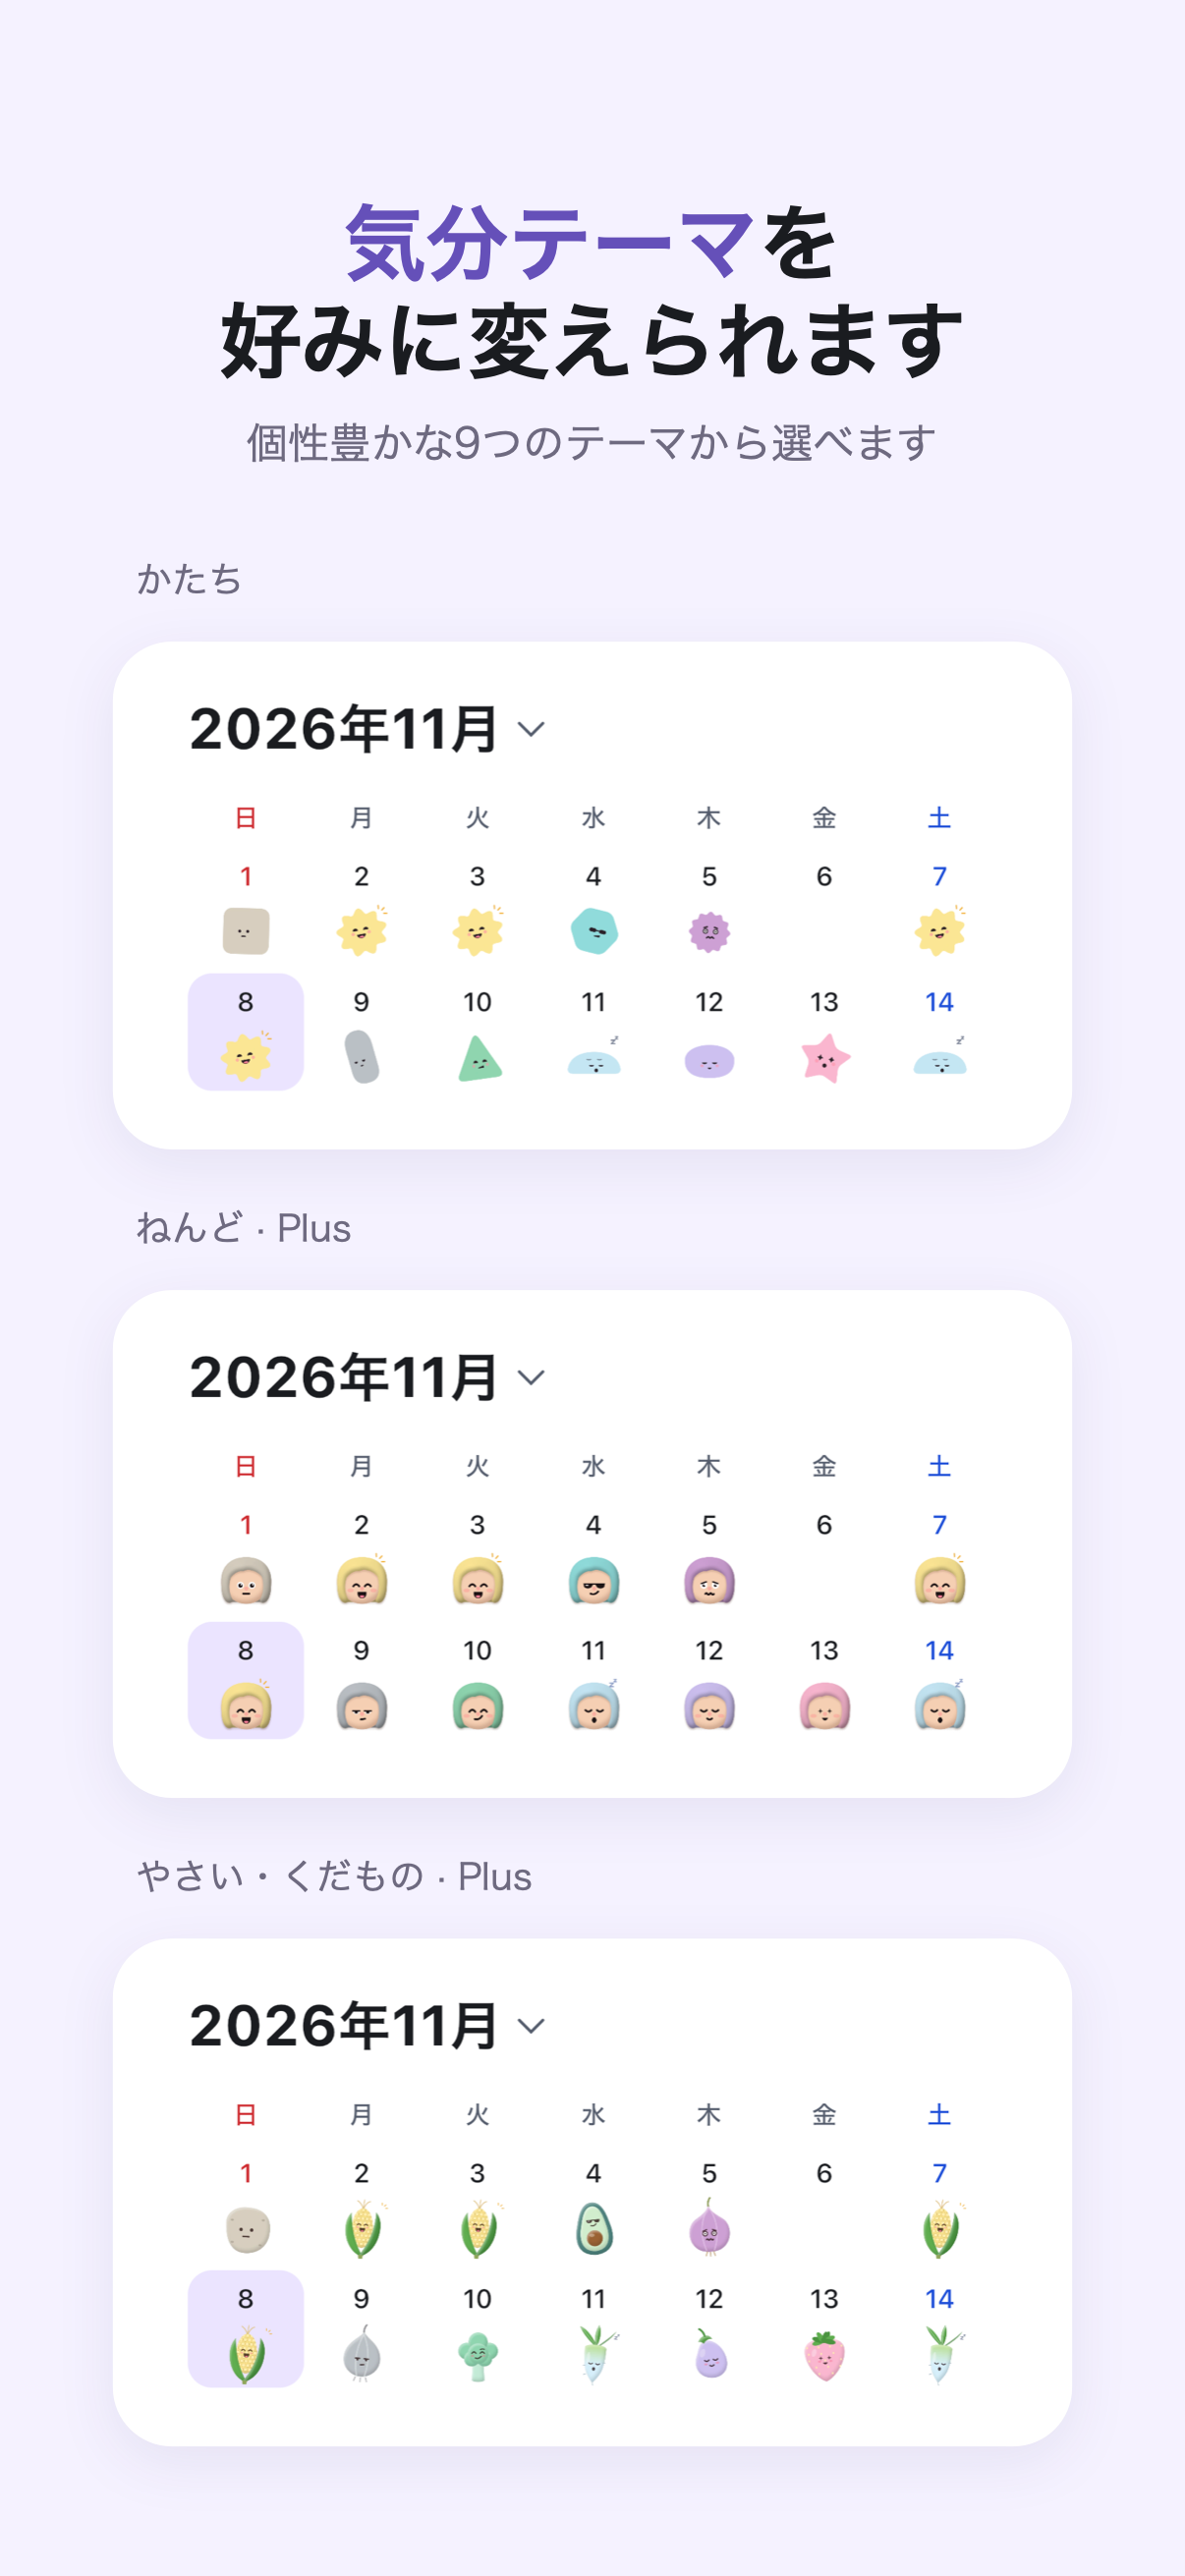 気分テーマを
好みに変えられます
個性豊かな9つのテーマから選べます
かたち
2026年11月
日 月 火 水 木 金 土
1 2 3 4 5 6 7
8 9 10 11 12 13 14
ねんど · Plus
2026年11月
日 月 火 水 木 金 土
1 2 3 4 5 6 7
8 9 10 11 12 13 14
やさい・くだもの · Plus
2026年11月
日 月 火 水 木 金 土
1 2 3 4 5 6 7
8 9 10 11 12 13 14